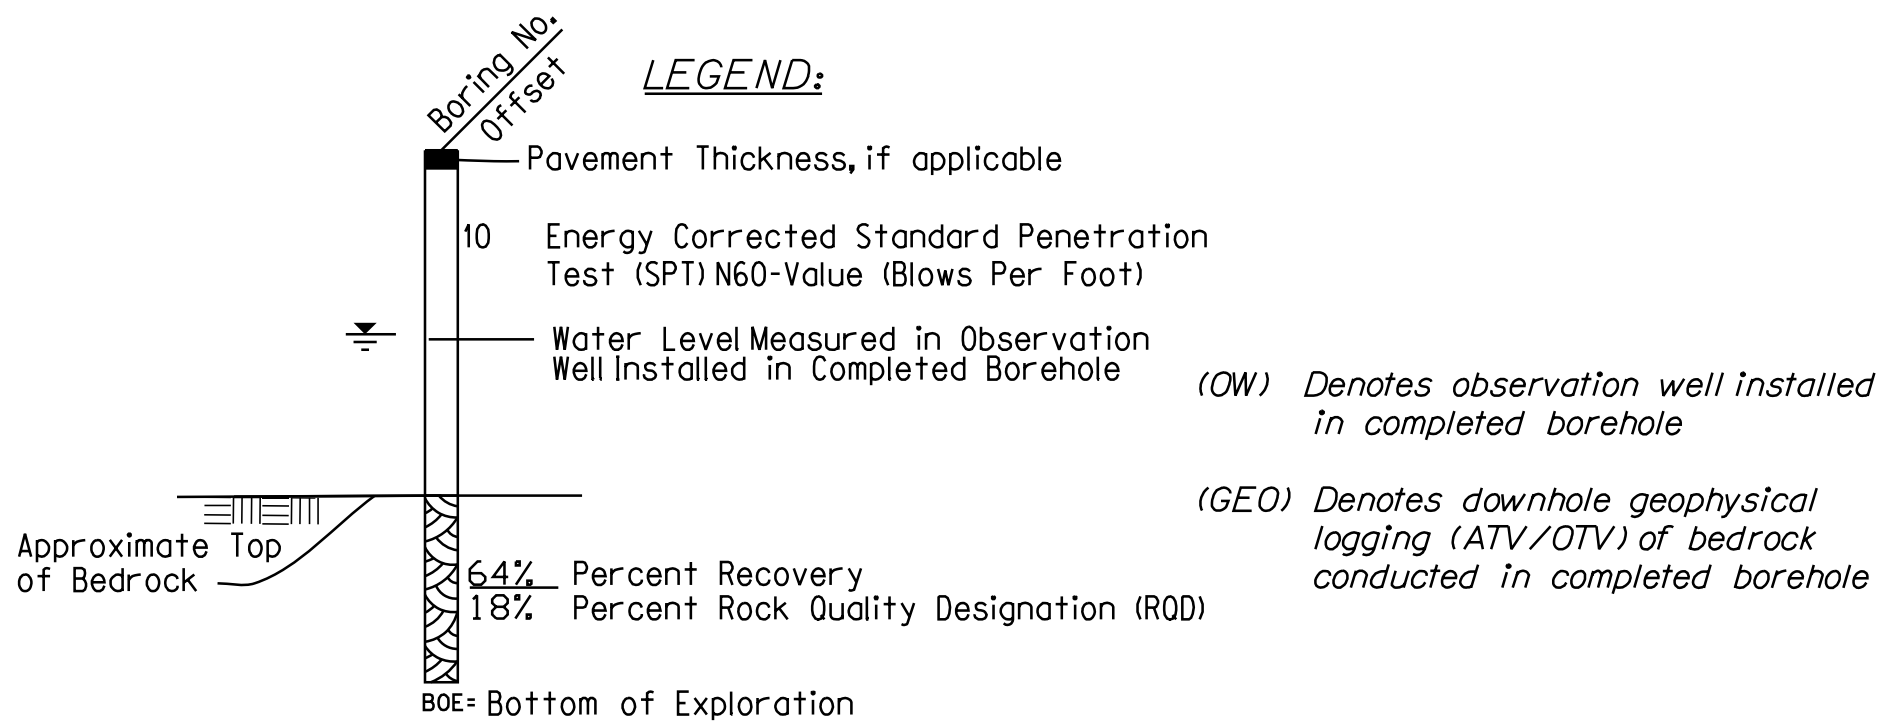 Boring No.
Offset
LEGEND:
Pavement Thickness, if applicable
10 Energy Corrected Standard Penetration
Test (SPT) N60-Value (Blows Per Foot)
Water Level Measured in Observation
Well Installed in Completed Borehole
(OW) Denotes observation well installed
in completed borehole
(GEO) Denotes downhole geophysical
logging (ATV/OTV) of bedrock
conducted in completed borehole
Approximate Top
of Bedrock
64% Percent Recovery
18% Percent Rock Quality Designation (RQD)
BOE= Bottom of Exploration